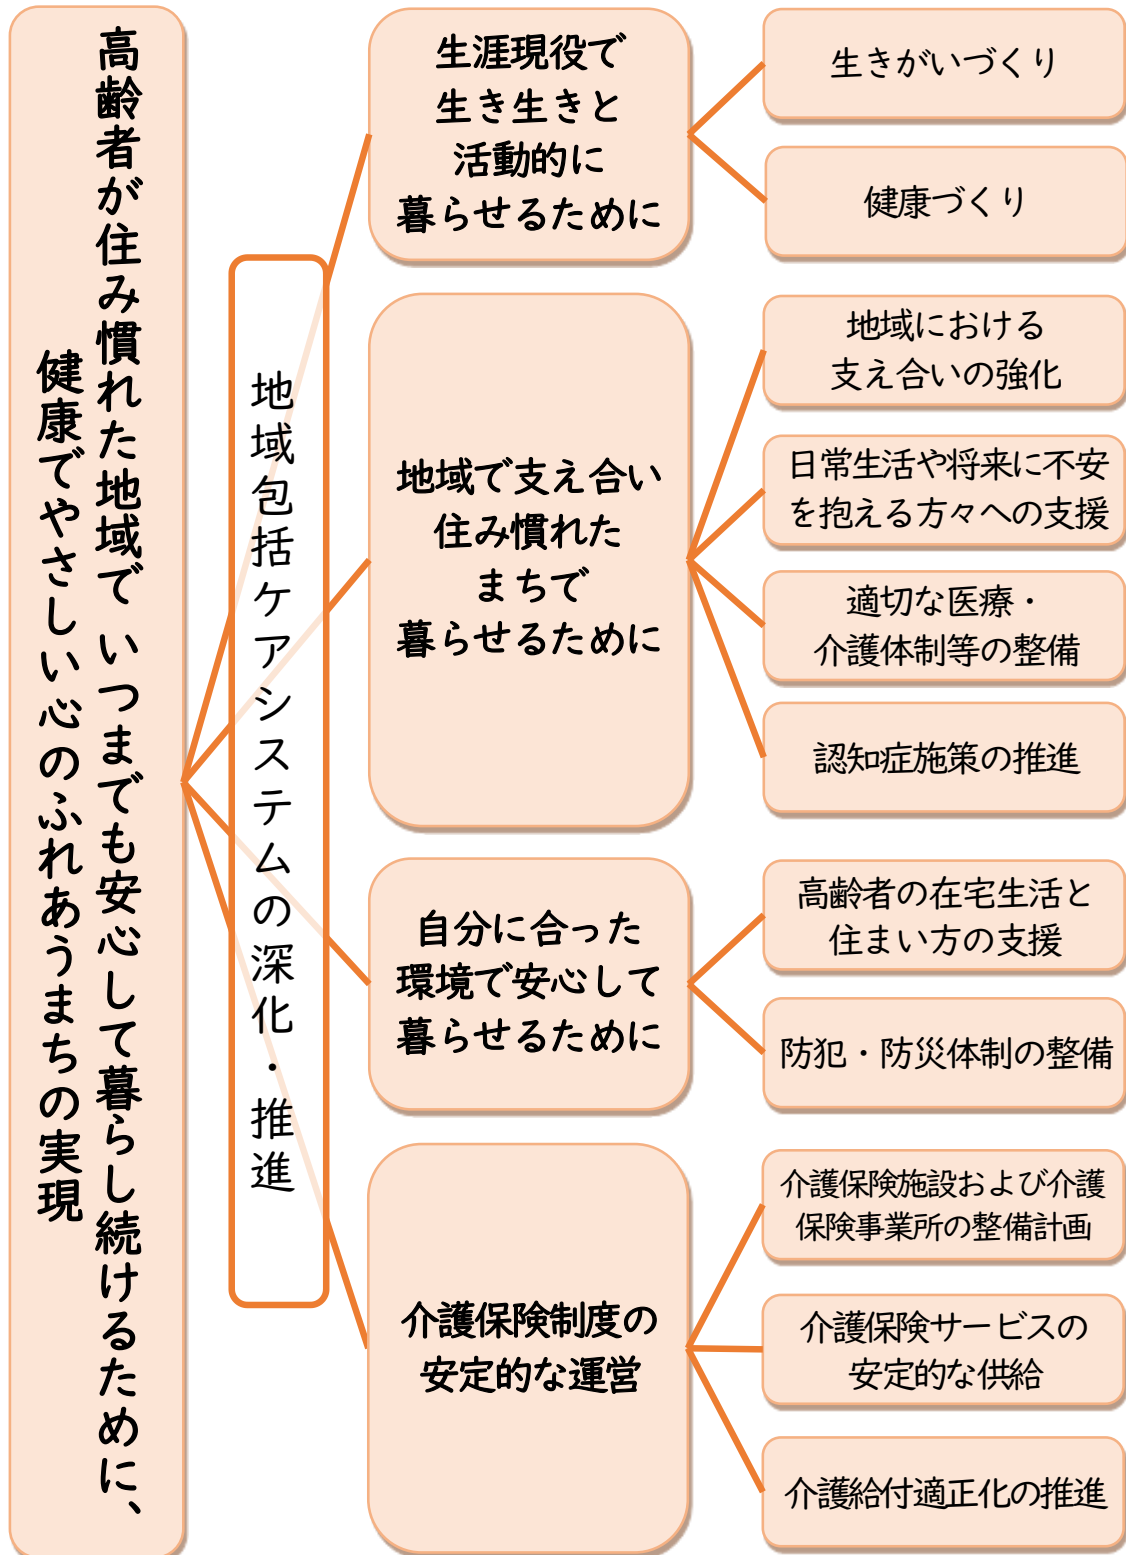 高齢者が住み慣れた地域で いつまでも安心して暮らし続けるために、
健康でやさしい心のふれあうまちの実現
地域包括ケアシステムの深化・推進
生涯現役で
生き生きと
活動的に
暮らせるために
生きがいづくり
健康づくり
地域で支え合い
住み慣れた
まちで
暮らせるために
地域における
支え合いの強化
日常生活や将来に不安
を抱える方々への支援
適切な医療・
介護体制等の整備
認知症施策の推進
自分に合った
環境で安心して
暮らせるために
高齢者の在宅生活と
住まい方の支援
防犯・防災体制の整備
介護保険制度の
安定的な運営
介護保険施設および介護
保険事業所の整備計画
介護保険サービスの
安定的な供給
介護給付適正化の推進